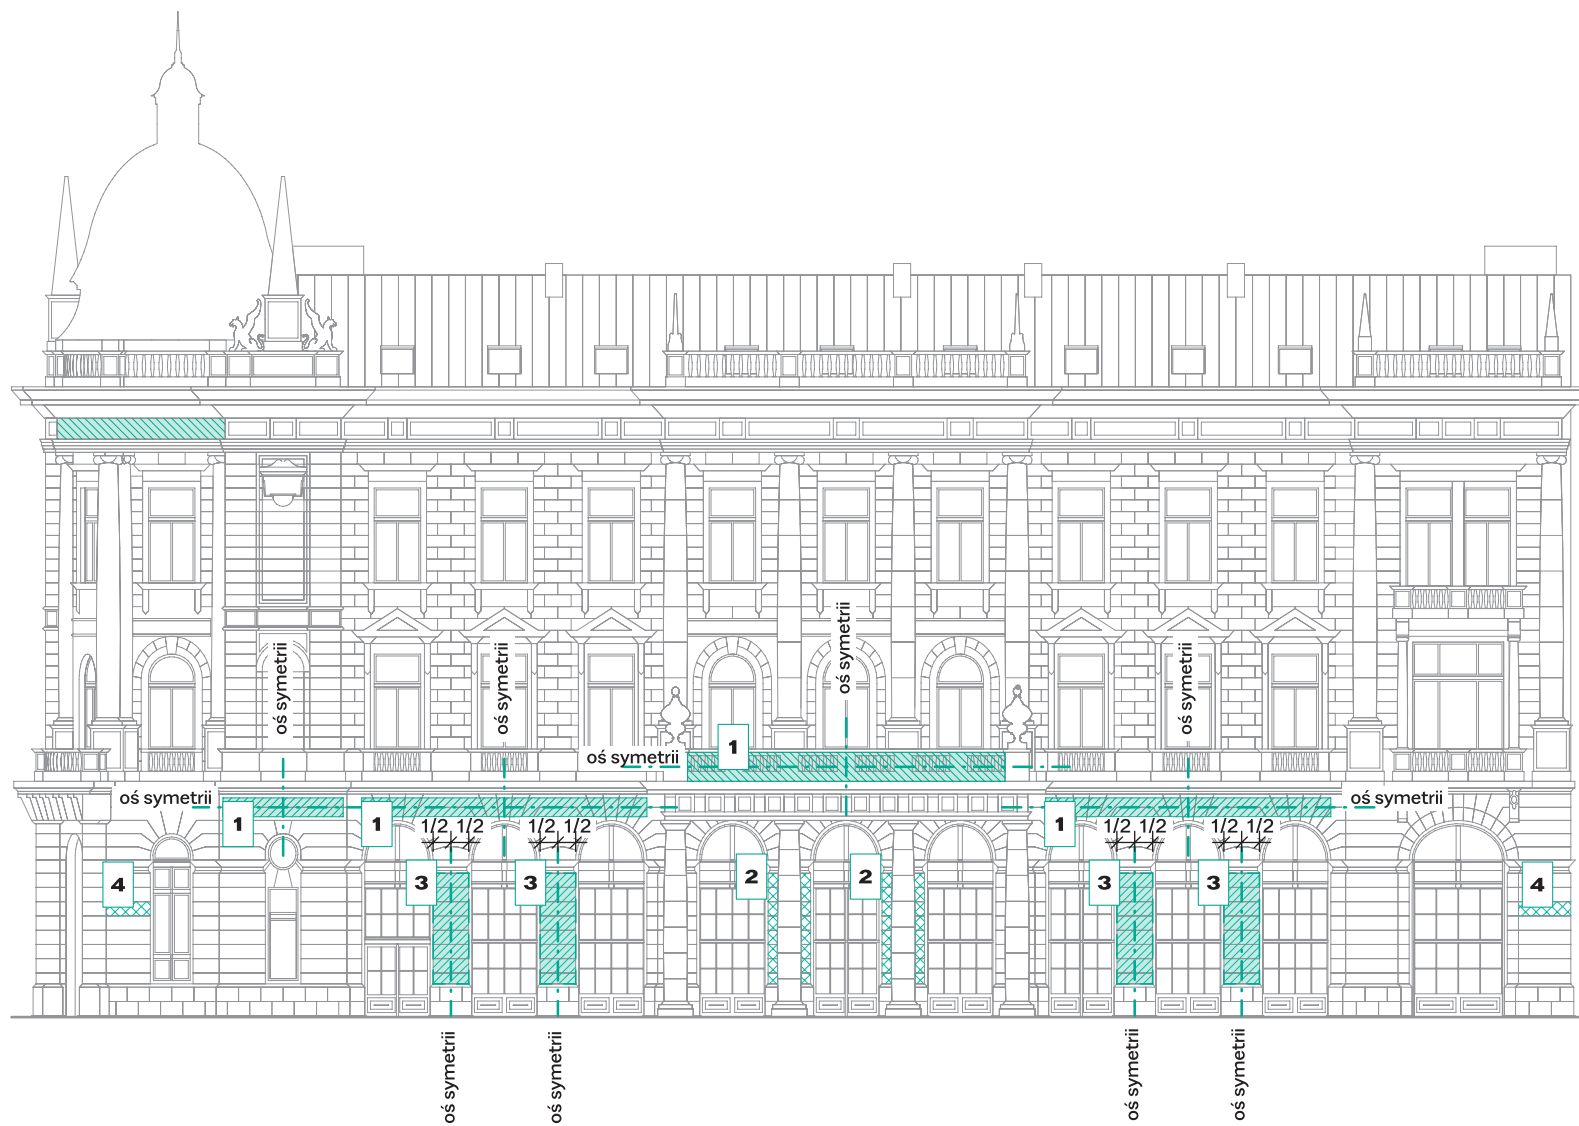 oś symetrii
oś symetrii
oś symetrii
oś symetrii
oś symetrii
1
oś symetrii
oś symetrii
1
1
1
1/2 1/2
1/2 1/2
1/2 1/2
1/2 1/2
4
3
3
2
2
3
3
4
oś symetrii
oś symetrii
oś symetrii
oś symetrii